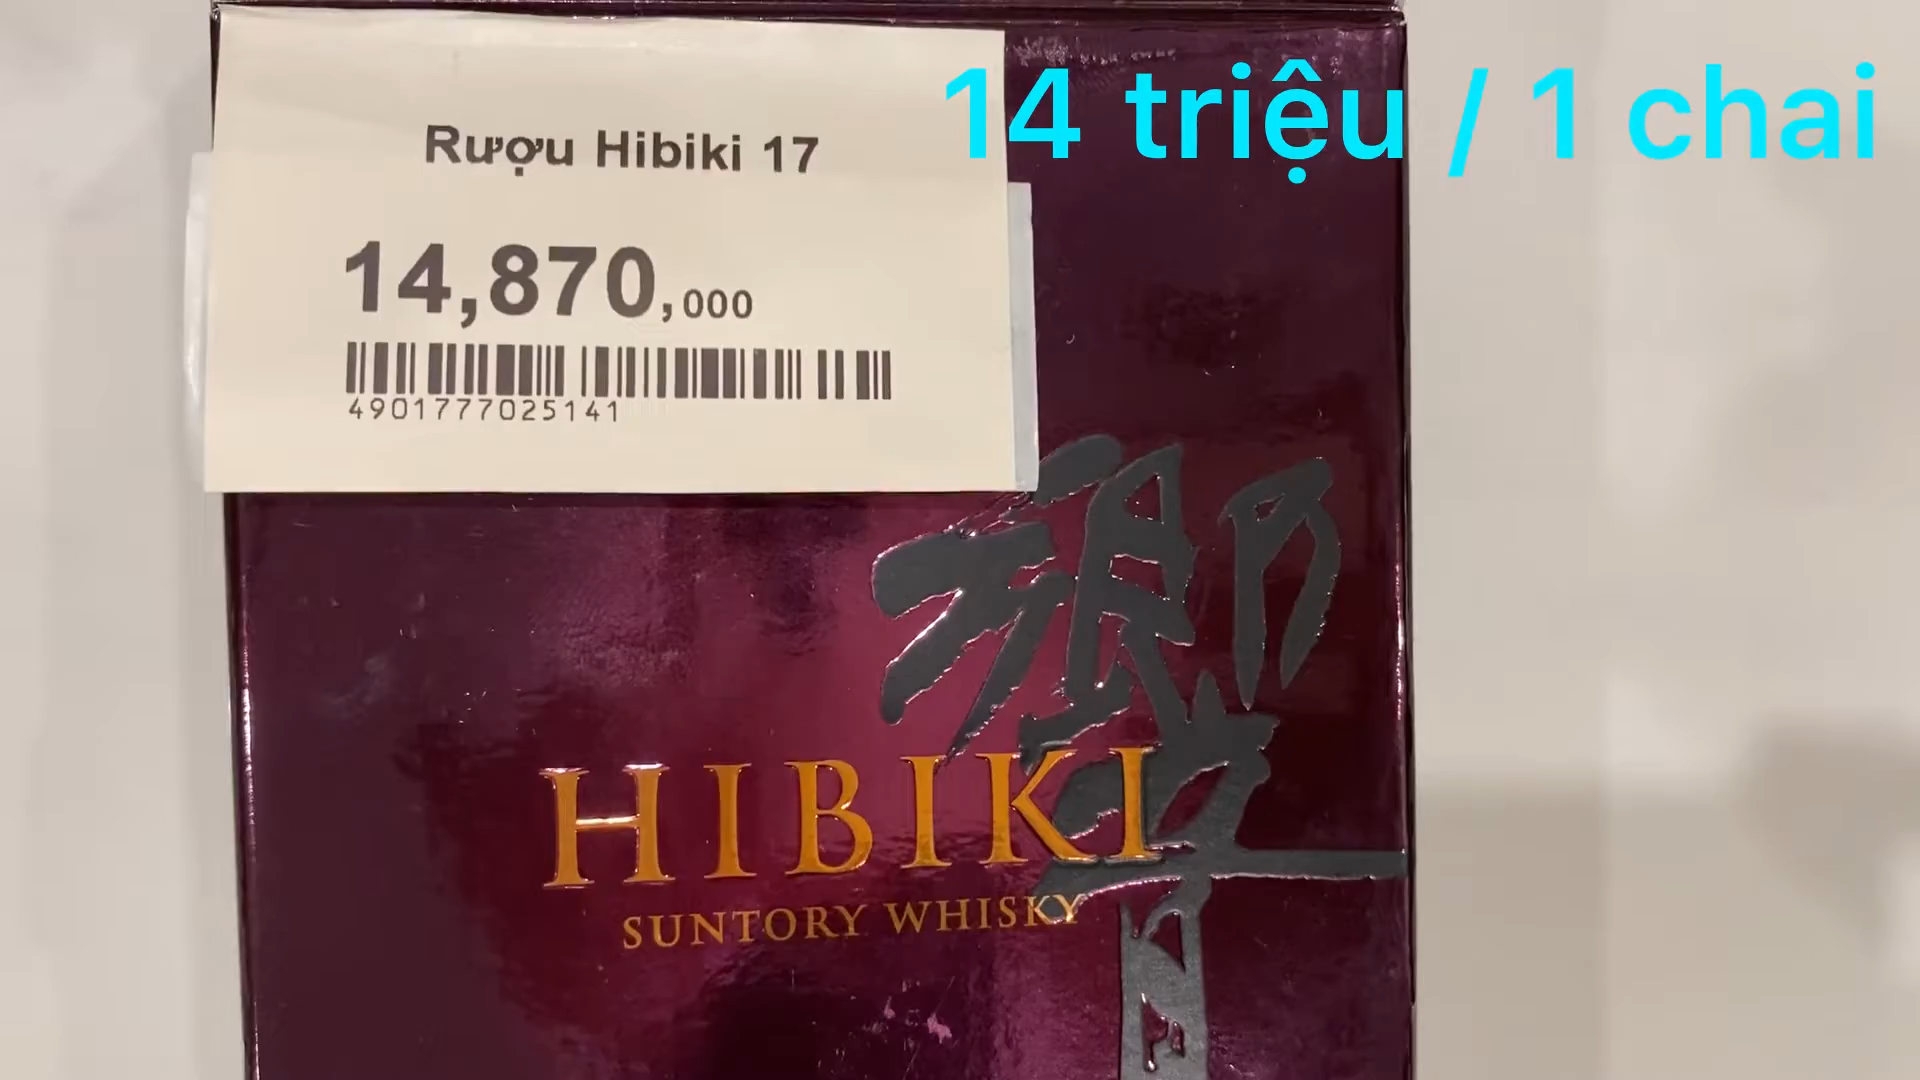 14 triệu / 1 chai
Rượu Hibiki 17
14,870,000
4901777025141
響
HIBIKI
SUNTORY WHISKY